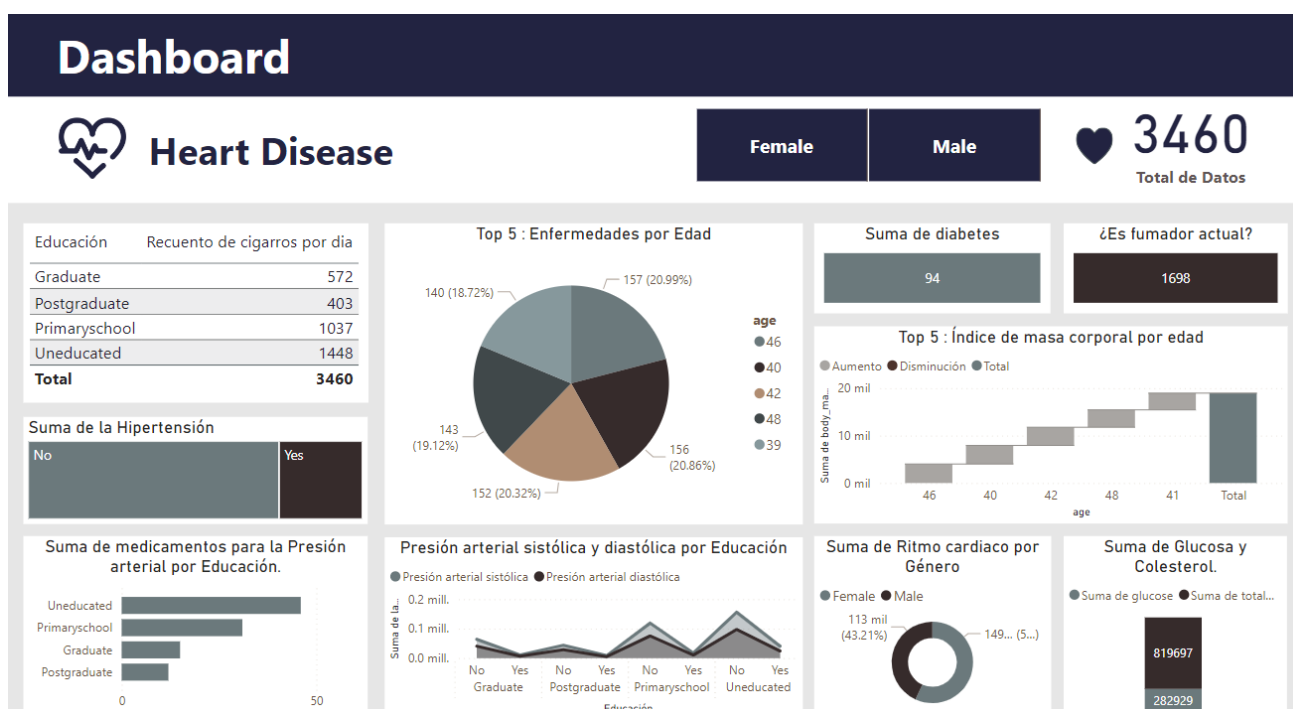 Dashboard
Heart Disease
Female
Male
3460
Total de Datos
Educación Recuento de cigarros por dia
Graduate 572
Postgraduate 403
Primaryschool 1037
Uneducated 1448
Total 3460
Suma de la Hipertensión
No
Yes
Top 5 : Enfermedades por Edad
157 (20.99%)
140 (18.72%)
143
(19.12%)
156
(20.86%)
152 (20.32%)
age
46
40
42
48
39
Suma de diabetes
94
¿Es fumador actual?
1698
Top 5 : Índice de masa corporal por edad
Aumento Disminución Total
Suma de body_ma...
20 mil
10 mil
0 mil
46 40 42 48 41 Total
age
Suma de medicamentos para la Presión
arterial por Educación.
Uneducated
Primaryschool
Graduate
Postgraduate
0 50
Presión arterial sistólica y diastólica por Educación
Presión arterial sistólica Presión arterial diastólica
Suma de la...
0.2 mill.
0.1 mill.
0.0 mill.
No Yes No Yes No Yes No Yes
Graduate Postgraduate Primaryschool Uneducated
Educación
Suma de Ritmo cardiaco por
Género
Female Male
113 mil
(43.21%)
149... (5...)
Suma de Glucosa y
Colesterol.
Suma de glucose Suma de total...
819697
282929